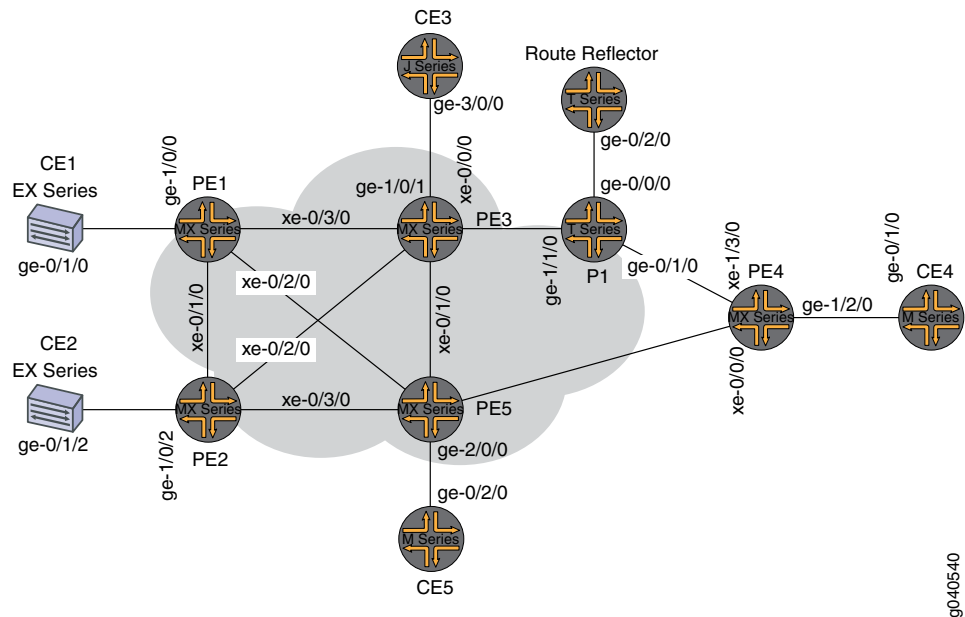 CE3
J Series
ge-3/0/0
Route Reflector
T Series
ge-0/2/0
CE1
EX Series
ge-0/1/0
ge-1/0/0
PE1
MX Series
xe-0/3/0
ge-1/0/1
xe-0/0/0
MX Series
PE3
ge-0/0/0
T Series
ge-1/1/0
P1
ge-0/1/0
xe-1/3/0
PE4
MX Series
xe-0/0/0
ge-1/2/0
ge-0/1/0
CE4
M Series
xe-0/2/0
xe-0/1/0
xe-0/2/0
xe-0/1/0
CE2
EX Series
ge-0/1/2
ge-1/0/2
MX Series
PE2
xe-0/3/0
MX Series
PE5
ge-2/0/0
ge-0/2/0
M Series
CE5
g040540